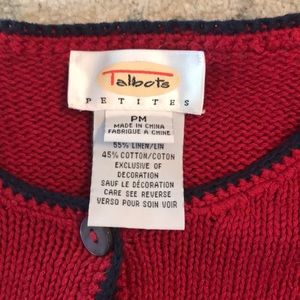 Talbots
PETITES
PM
MADE IN CHINA
FABRIQUE A CHINE
55% LINEN/LIN
45% COTTON/COTON
EXCLUSIVE OF
DECORATION
SAUF LE DÉCORATION
CARE SEE REVERSE
VERSO POUR SOIN VOIR